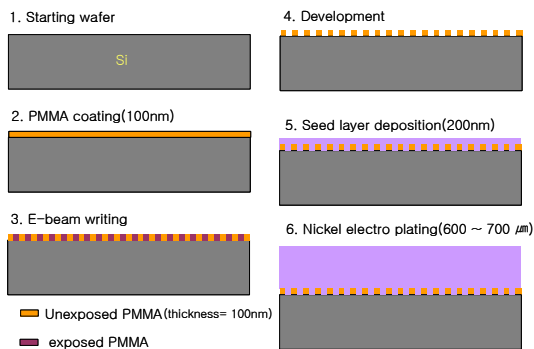 1. Starting wafer
Si
2. PMMA coating(100nm)
3. E-beam writing
Unexposed PMMA(thickness= 100nm)
exposed PMMA
4. Development
5. Seed layer deposition(200nm)
6. Nickel electro plating(600 ~ 700 ㎛)